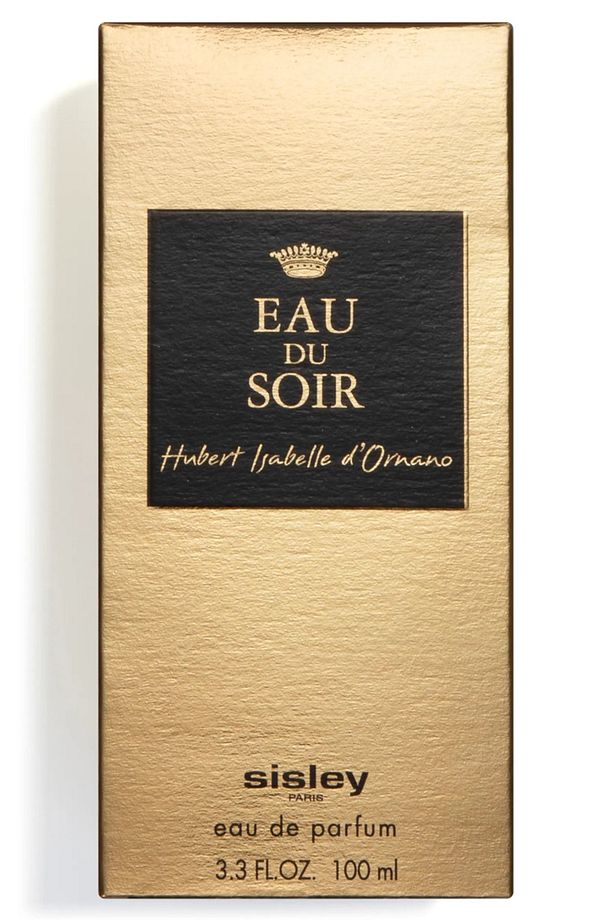 EAU
DU
SOIR
Hubert Isabelle d'Ornano
sisley
PARIS
eau de parfum
3.3 FL.OZ. 100 ml